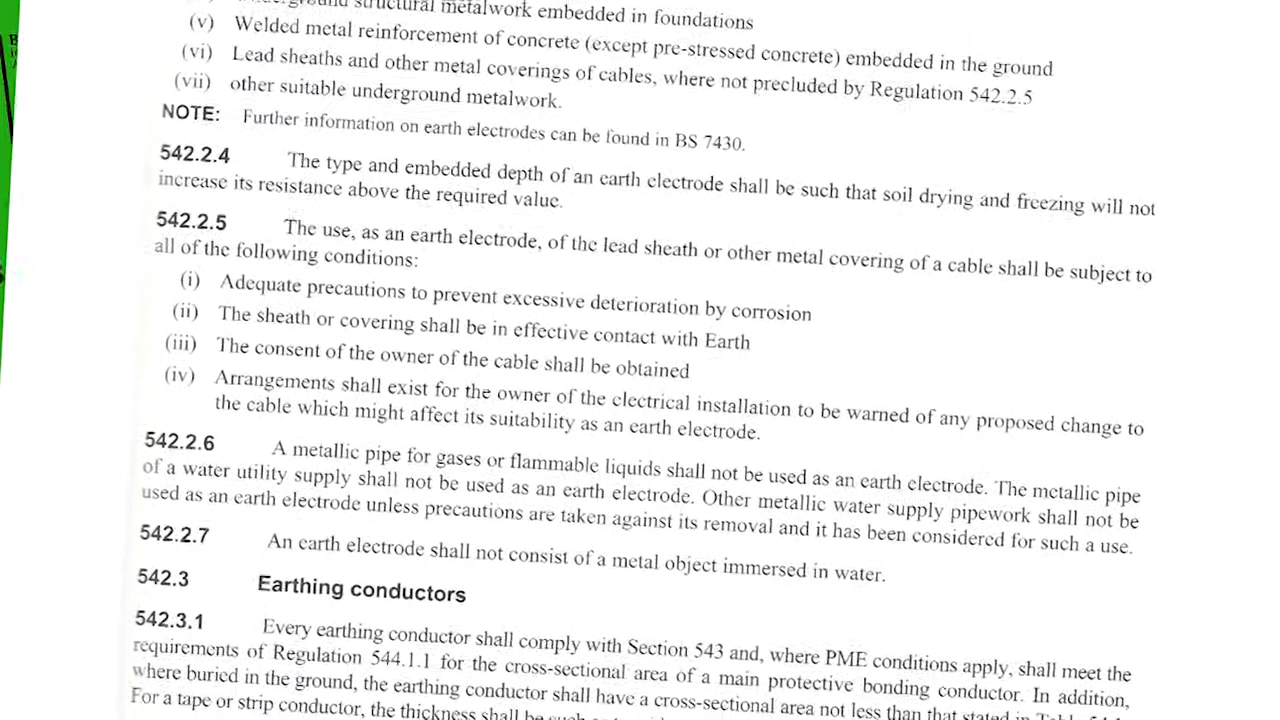 structural metalwork embedded in foundations
(v) Welded metal reinforcement of concrete (except pre-stressed concrete) embedded in the ground
(vi) Lead sheaths and other metal coverings of cables, where not precluded by Regulation 542.2.5
(vii) other suitable underground metalwork.
NOTE: Further information on earth electrodes can be found in BS 7430.
542.2.4 The type and embedded depth of an earth electrode shall be such that soil drying and freezing will not
increase its resistance above the required value.
542.2.5 The use, as an earth electrode, of the lead sheath or other metal covering of a cable shall be subject to
all of the following conditions:
(i) Adequate precautions to prevent excessive deterioration by corrosion
(ii) The sheath or covering shall be in effective contact with Earth
(iii) The consent of the owner of the cable shall be obtained
(iv) Arrangements shall exist for the owner of the electrical installation to be warned of any proposed change to
the cable which might affect its suitability as an earth electrode.
542.2.6 A metallic pipe for gases or flammable liquids shall not be used as an earth electrode. The metallic pipe
of a water utility supply shall not be used as an earth electrode. Other metallic water supply pipework shall not be
used as an earth electrode unless precautions are taken against its removal and it has been considered for such a use.
542.2.7 An earth electrode shall not consist of a metal object immersed in water.
542.3 Earthing conductors
542.3.1 Every earthing conductor shall comply with Section 543 and, where PME conditions apply, shall meet the
requirements of Regulation 544.1.1 for the cross-sectional area of a main protective bonding conductor. In addition,
where buried in the ground, the earthing conductor shall have a cross-sectional area not less than that stated in
For a tape or strip conductor, the thickness shall be